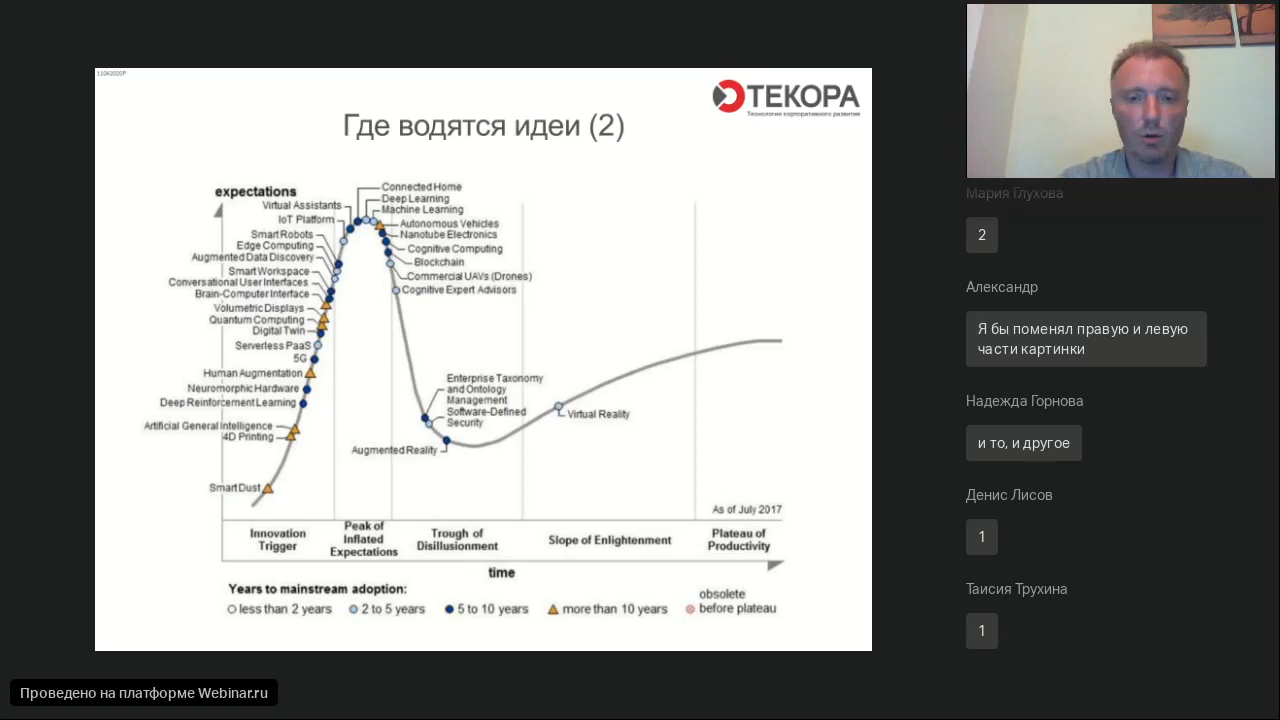 11042020P
ТЕКОРА
Технологии корпоративного развития
Где водятся идеи (2)
expectations
Connected Home
Deep Learning
Virtual Assistants
Machine Learning
IoT Platform
Autonomous Vehicles
Smart Robots
Nanotube Electronics
Edge Computing
Cognitive Computing
Augmented Data Discovery
Blockchain
Smart Workspace
Commercial UAVs (Drones)
Conversational User Interfaces
Cognitive Expert Advisors
Brain-Computer Interface
Volumetric Displays
Quantum Computing
Digital Twin
Serverless PaaS
5G
Human Augmentation
Neuromorphic Hardware
Deep Reinforcement Learning
Artificial General Intelligence
4D Printing
Smart Dust
Enterprise Taxonomy
and Ontology
Management
Software-Defined
Security
Augmented Reality
Virtual Reality
As of July 2017
Innovation
Trigger
Peak of
Inflated
Expectations
Trough of
Disillusionment
Slope of Enlightenment
Plateau of
Productivity
time
Years to mainstream adoption:
less than 2 years
2 to 5 years
5 to 10 years
more than 10 years
obsolete
before plateau
Мария Глухова
2
Александр
Я бы поменял правую и левую
части картинки
Надежда Горнова
и то, и другое
Денис Лисов
1
Таисия Трухина
1
Проведено на платформе Webinar.ru